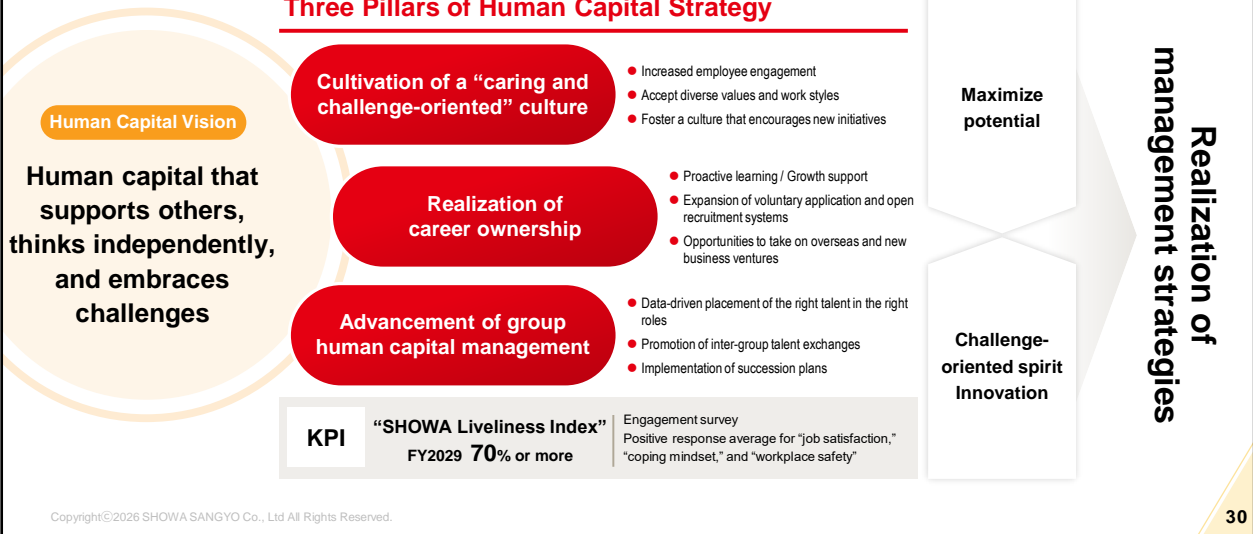 Three Pillars of Human Capital Strategy
Human Capital Vision
Human capital that
supports others,
thinks independently,
and embraces
challenges
Cultivation of a “caring and
challenge-oriented” culture
● Increased employee engagement
● Accept diverse values and work styles
● Foster a culture that encourages new initiatives
Realization of
career ownership
● Proactive learning / Growth support
● Expansion of voluntary application and open
recruitment systems
● Opportunities to take on overseas and new
business ventures
Advancement of group
human capital management
● Data-driven placement of the right talent in the right
roles
● Promotion of inter-group talent exchanges
● Implementation of succession plans
KPI
“SHOWA Liveliness Index”
FY2029 70% or more
Engagement survey
Positive response average for “job satisfaction,”
“coping mindset,” and “workplace safety”
Maximize
potential
Challenge-
oriented spirit
Innovation
Realization of
management strategies
Copyrightⓒ2026 SHOWA SANGYO Co., Ltd All Rights Reserved.
30